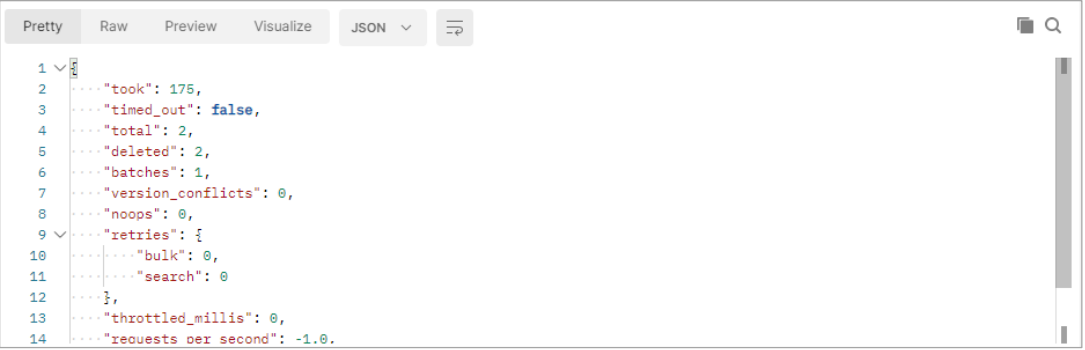 Pretty Raw Preview Visualize JSON
1 {
2 "took": 175,
3 "timed_out": false,
4 "total": 2,
5 "deleted": 2,
6 "batches": 1,
7 "version_conflicts": 0,
8 "noops": 0,
9 "retries": {
10 "bulk": 0,
11 "search": 0
12 },
13 "throttled_millis": 0,
14 "requests_per_second": -1.0,